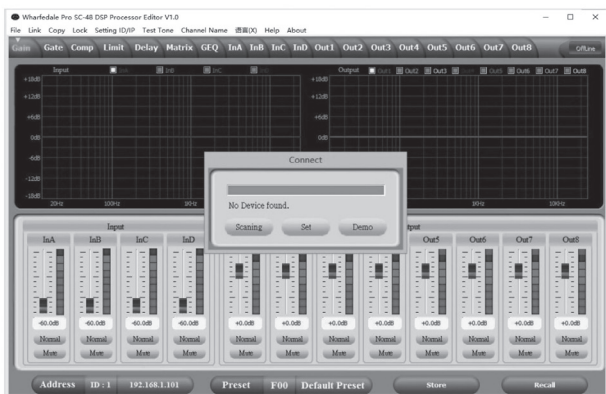 Wharfedale Pro SC-48 DSP Processor Editor V1.0
File Link Copy Lock Setting ID/IP Test Tone Channel Name 语言(X) Help About
Gain Gate Comp Limit Delay Matrix GEQ InA InB InC InD Out1 Out2 Out3 Out4 Out5 Out6 Out7 Out8 OffLine
Input InB InC Output Out1 Out2 Out3 Out5 Out6 Out7 Out8
+18dB +18dB
+12dB +12dB
+6dB +6dB
0dB 0dB
-6dB
-12dB
-18dB
20Hz 100Hz 1KHz 10KHz
Connect
No Device found.
Scaning Set Demo
Input
InA InB InC InD Out5 Out6 Out7 Out8
-60.0dB -60.0dB -60.0dB -60.0dB +0.0dB +0.0dB +0.0dB +0.0dB +0.0dB +0.0dB +0.0dB +0.0dB
Normal Normal Normal Normal Normal Normal Normal Normal Normal Normal Normal Normal
Mute Mute Mute Mute Mute Mute Mute Mute Mute Mute Mute Mute
Address ID : 1 192.168.1.101 Preset F00 Default Preset Store Recall